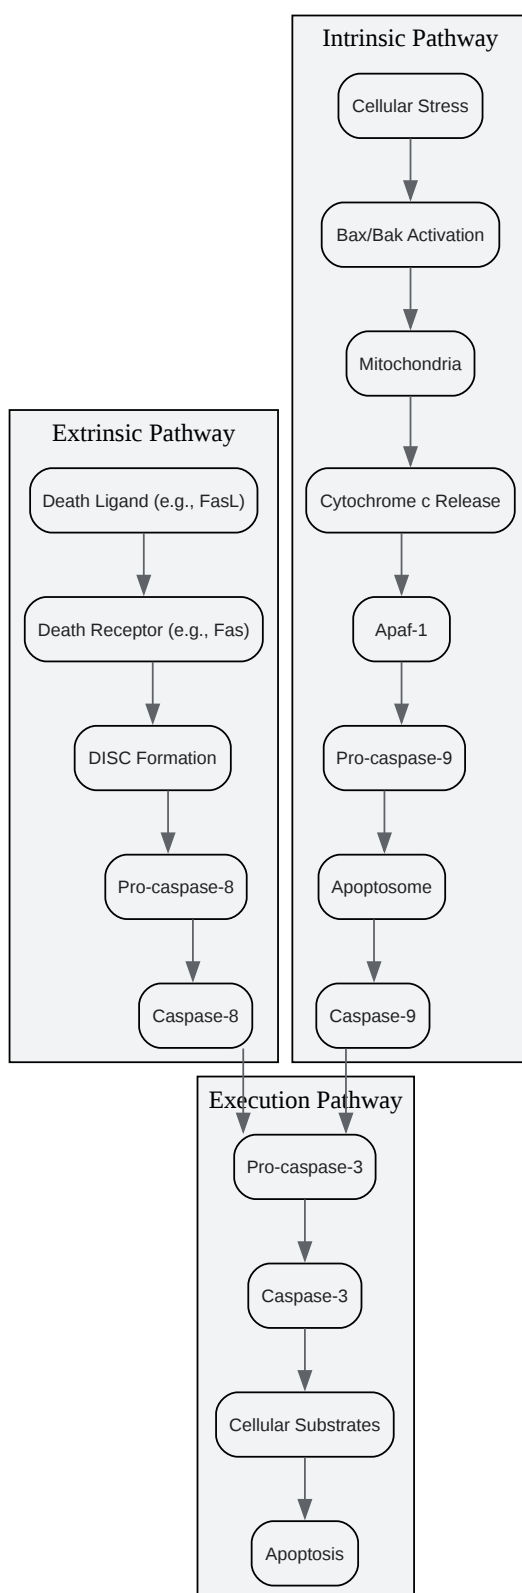 Intrinsic Pathway
Cellular Stress
Bax/Bak Activation
Mitochondria
Cytochrome c Release
Apaf-1
Pro-caspase-9
Apoptosome
Caspase-9
Extrinsic Pathway
Death Ligand (e.g., FasL)
Death Receptor (e.g., Fas)
DISC Formation
Pro-caspase-8
Caspase-8
Execution Pathway
Pro-caspase-3
Caspase-3
Cellular Substrates
Apoptosis